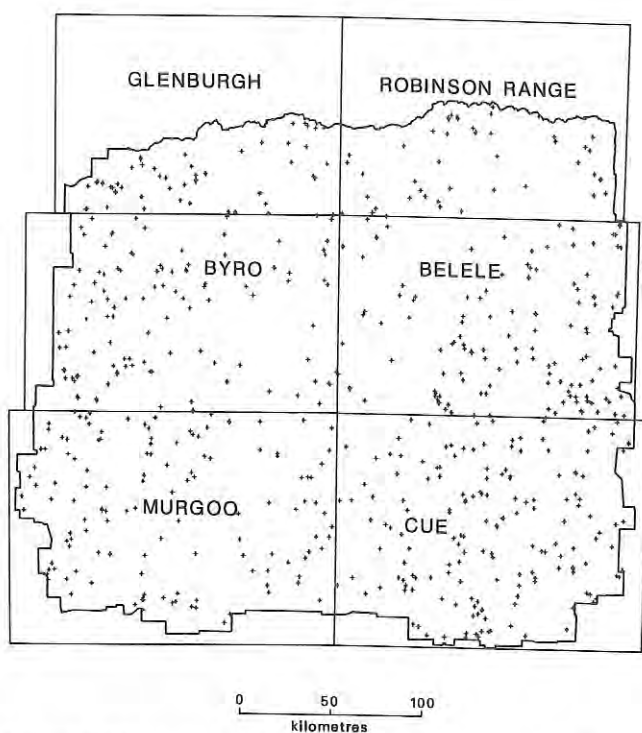 GLENBURGH
ROBINSON RANGE
BYRO
BELELE
MURGOO
CUE
0 50 100
kilometres